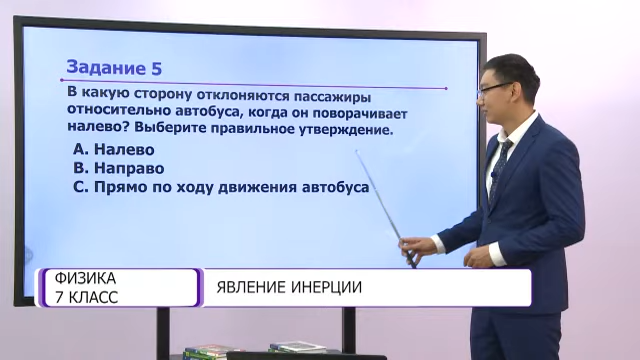 Задание 5
В какую сторону отклоняются пассажиры
относительно автобуса, когда он поворачивает
налево? Выберите правильное утверждение.
A. Налево
B. Направо
C. Прямо по ходу движения автобуса
ФИЗИКА
7 КЛАСС
ЯВЛЕНИЕ ИНЕРЦИИ